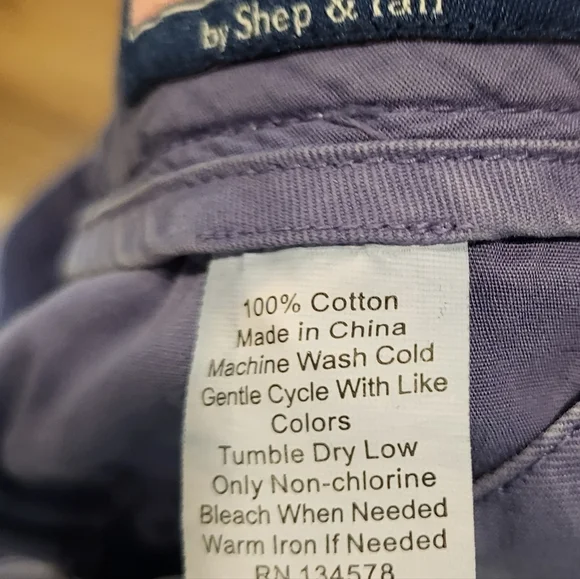 by Shep & Ian
100% Cotton
Made in China
Machine Wash Cold
Gentle Cycle With Like
Colors
Tumble Dry Low
Only Non-chlorine
Bleach When Needed
Warm Iron If Needed
RN 134578